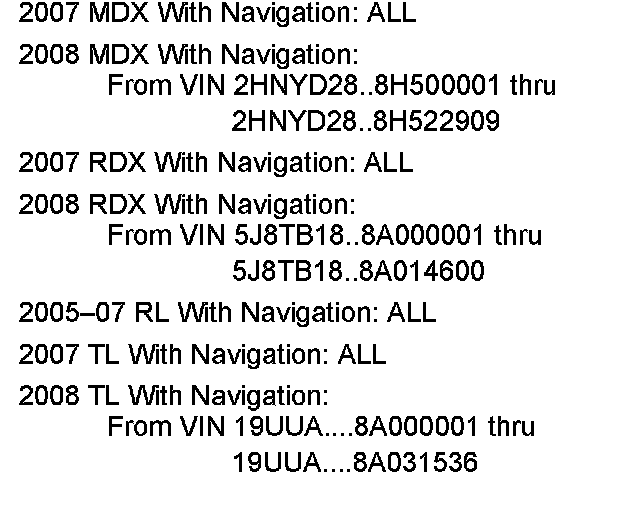 2007 MDX With Navigation: ALL
2008 MDX With Navigation:
From VIN 2HNYD28..8H500001 thru
2HNYD28..8H522909
2007 RDX With Navigation: ALL
2008 RDX With Navigation:
From VIN 5J8TB18..8A000001 thru
5J8TB18..8A014600
2005–07 RL With Navigation: ALL
2007 TL With Navigation: ALL
2008 TL With Navigation:
From VIN 19UUA....8A000001 thru
19UUA....8A031536